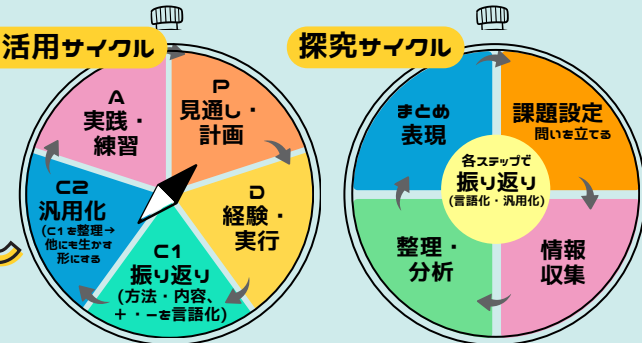 活用サイクル
P
見通し・
計画
D
経験・
実行
C1
振り返り
(方法・内容、
+・-を言語化)
C2
汎用化
(C1を整理→
他にも生かす
形にする
A
実践・
練習
探究サイクル
課題設定
問いを立てる
情報
収集
整理・
分析
まとめ
表現
各ステップで
振り返り
(言語化・汎用化)